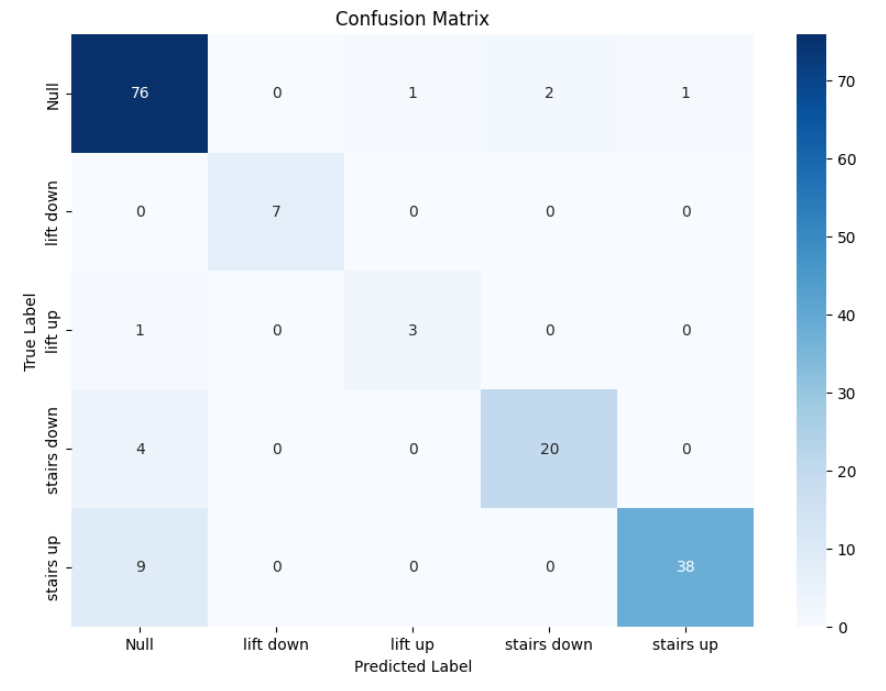 Confusion Matrix
Null
76 0 1 2 1
lift down
0 7 0 0 0
lift up
1 0 3 0 0
stairs down
4 0 0 20 0
stairs up
9 0 0 0 38
True Label
Null lift down lift up stairs down stairs up
Predicted Label
70
60
50
40
30
20
10
0